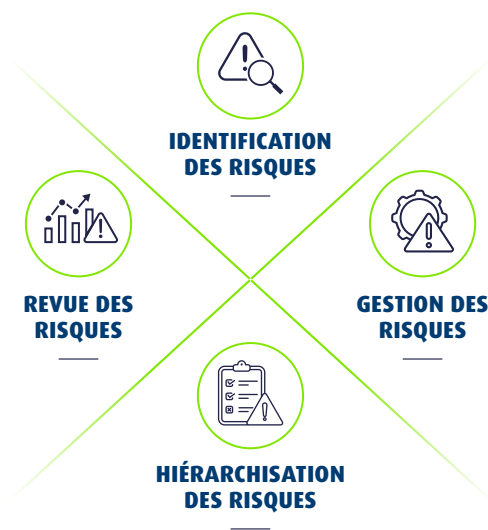 IDENTIFICATION
DES RISQUES
REVUE DES
RISQUES
GESTION DES
RISQUES
HIÉRARCHISATION
DES RISQUES